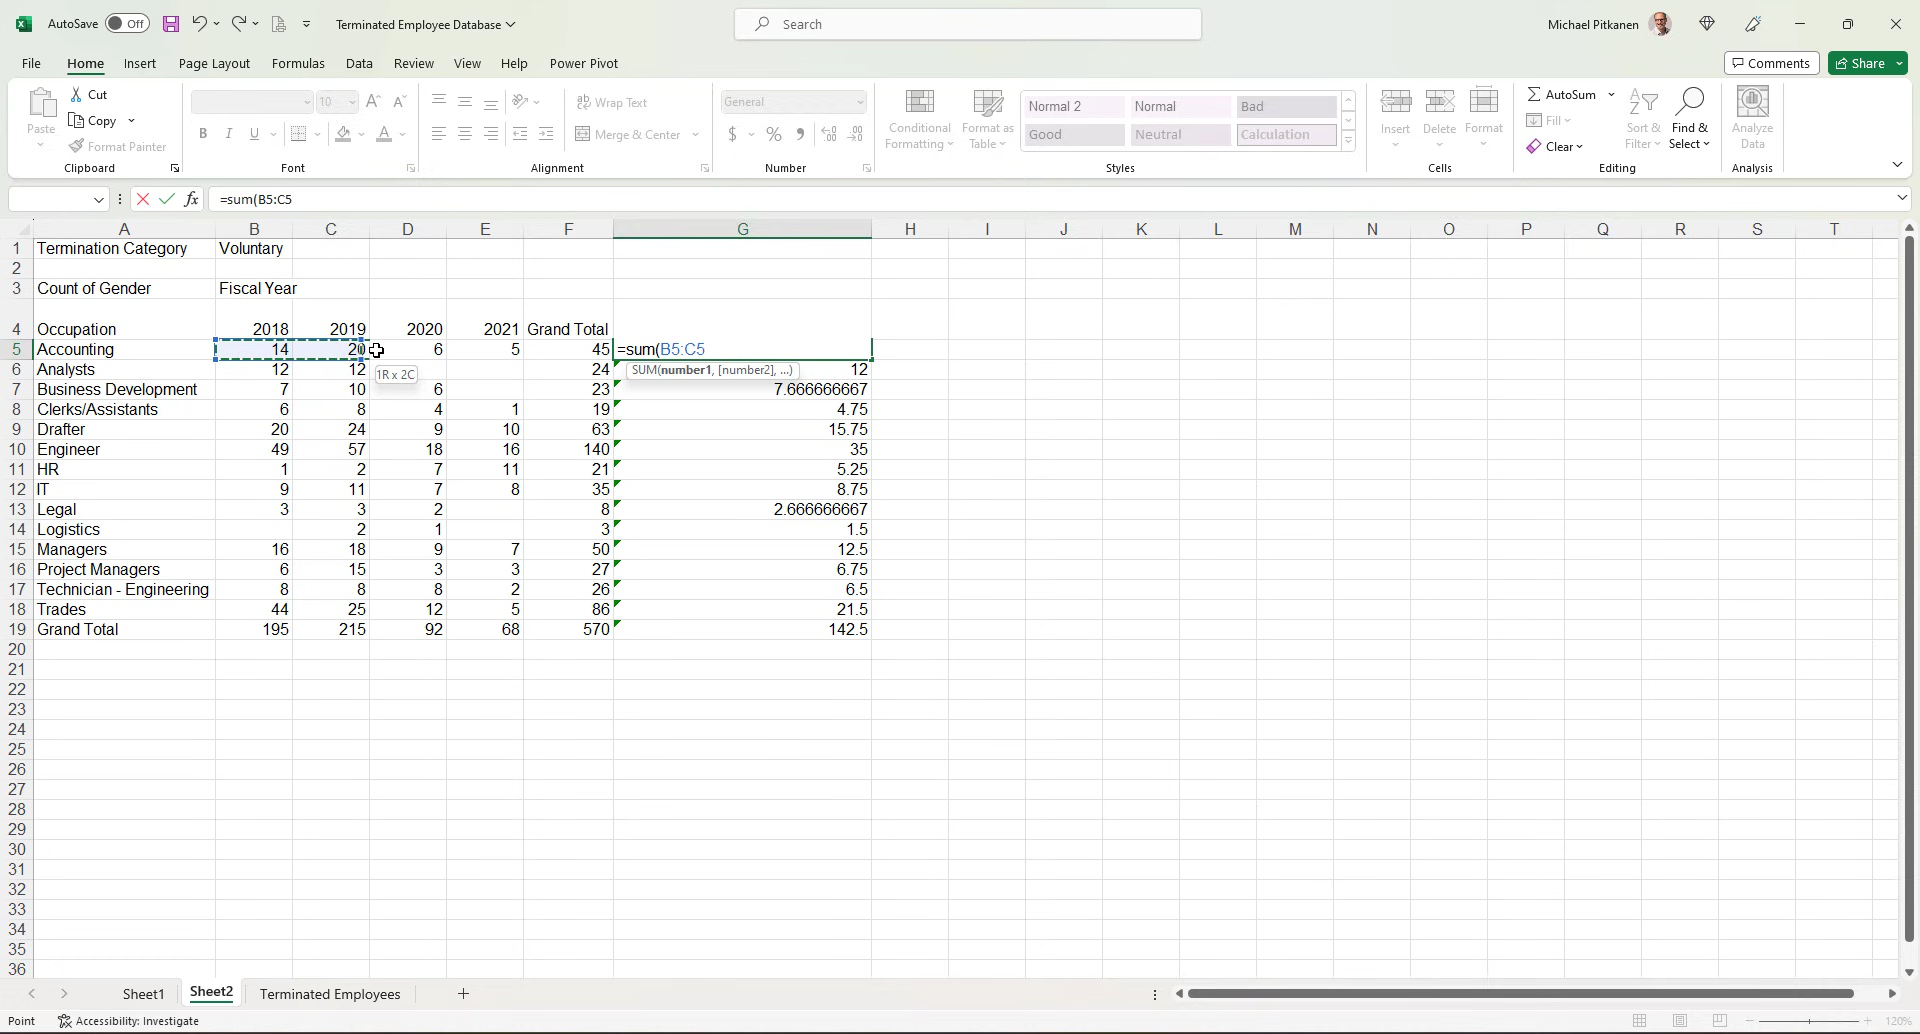 AutoSave Off Terminated Employee Database Search Michael Pitkanen
File Home Insert Page Layout Formulas Data Review View Help Power Pivot Comments Share
Paste Cut Copy Format Painter Clipboard
10 B I U Font
Wrap Text Merge & Center Alignment
General $ % Number
Conditional Formatting Format as Table
Normal 2 Normal Bad
Good Neutral Calculation
Styles
Insert Delete Format Cells
AutoSum Fill Clear Sort & Filter Find & Select Editing
Analyze Data Analysis
fx =sum(B5:C5
A B C D E F G H I J K L M N O P Q R S T
1 Termination Category Voluntary
2
3 Count of Gender Fiscal Year
4 Occupation 2018 2019 2020 2021 Grand Total
5 Accounting 14 20 6 5 45 =sum(B5:C5
1R x 2C
SUM(number1, [number2], ...)
6 Analysts 12 12 24 12
7 Business Development 7 10 6 23 7.666666667
8 Clerks/Assistants 6 8 4 1 19 4.75
9 Drafter 20 24 9 10 63 15.75
10 Engineer 49 57 18 16 140 35
11 HR 1 2 7 11 21 5.25
12 IT 9 11 7 8 35 8.75
13 Legal 3 3 2 8 2.666666667
14 Logistics 2 1 3 1.5
15 Managers 16 18 9 7 50 12.5
16 Project Managers 6 15 3 3 27 6.75
17 Technician - Engineering 8 8 8 2 26 6.5
18 Trades 44 25 12 5 86 21.5
19 Grand Total 195 215 92 68 570 142.5
20
21
22
23
24
25
26
27
28
29
30
31
32
33
34
35
36
Sheet1 Sheet2 Terminated Employees
Point Accessibility: Investigate 120%